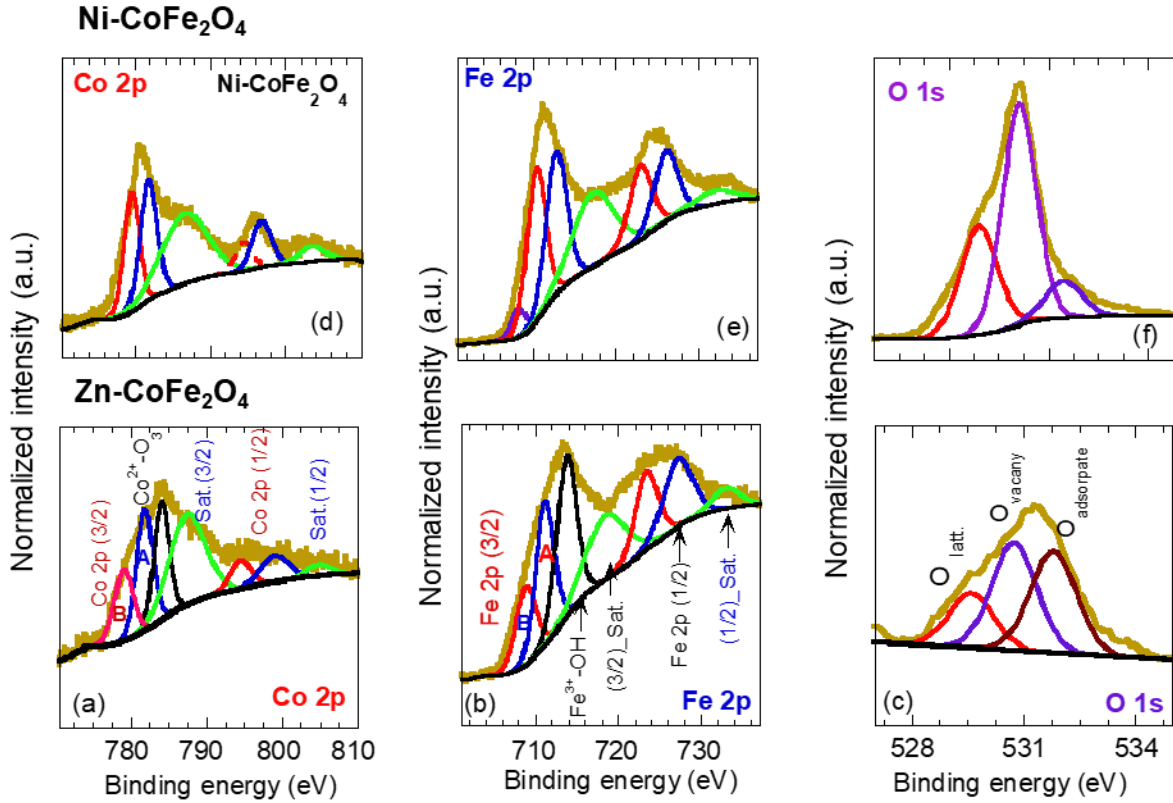 Ni-CoFe₂O₄
Co 2p
Ni-CoFe₂O₄
(d)
Normalized intensity (a.u.)
Fe 2p
(e)
Normalized intensity (a.u.)
O 1s
(f)
Normalized intensity (a.u.)
Zn-CoFe₂O₄
Co 2p (3/2)
B
A
Co²⁺-O₃
Sat.(3/2)
Co 2p (1/2)
Sat.(1/2)
(a)
Co 2p
780 790 800 810
Binding energy (eV)
Fe 2p (3/2)
B
A
Fe³⁺-OH
(3/2)_Sat.
Fe 2p (1/2)
(1/2)_Sat.
(b)
Fe 2p
710 720 730
Binding energy (eV)
O latt.
O vacancy
O adsorpate
(c)
O 1s
528 531 534
Binding energy (eV)